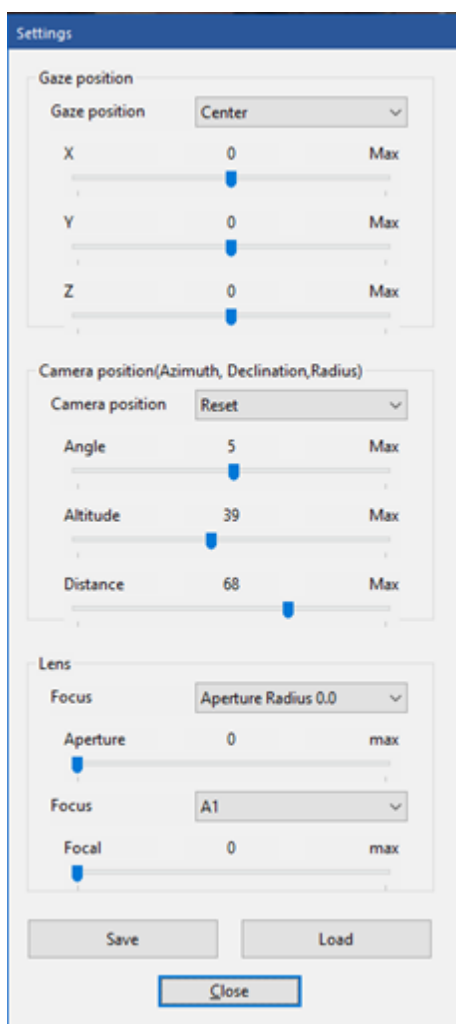 Settings
Gaze position
Gaze position Center
X 0 Max
Y 0 Max
Z 0 Max
Camera position(Azimuth, Declination,Radius)
Camera position Reset
Angle 5 Max
Altitude 39 Max
Distance 68 Max
Lens
Focus Aperture Radius 0.0
Aperture 0 max
Focus A1
Focal 0 max
Save Load
Close